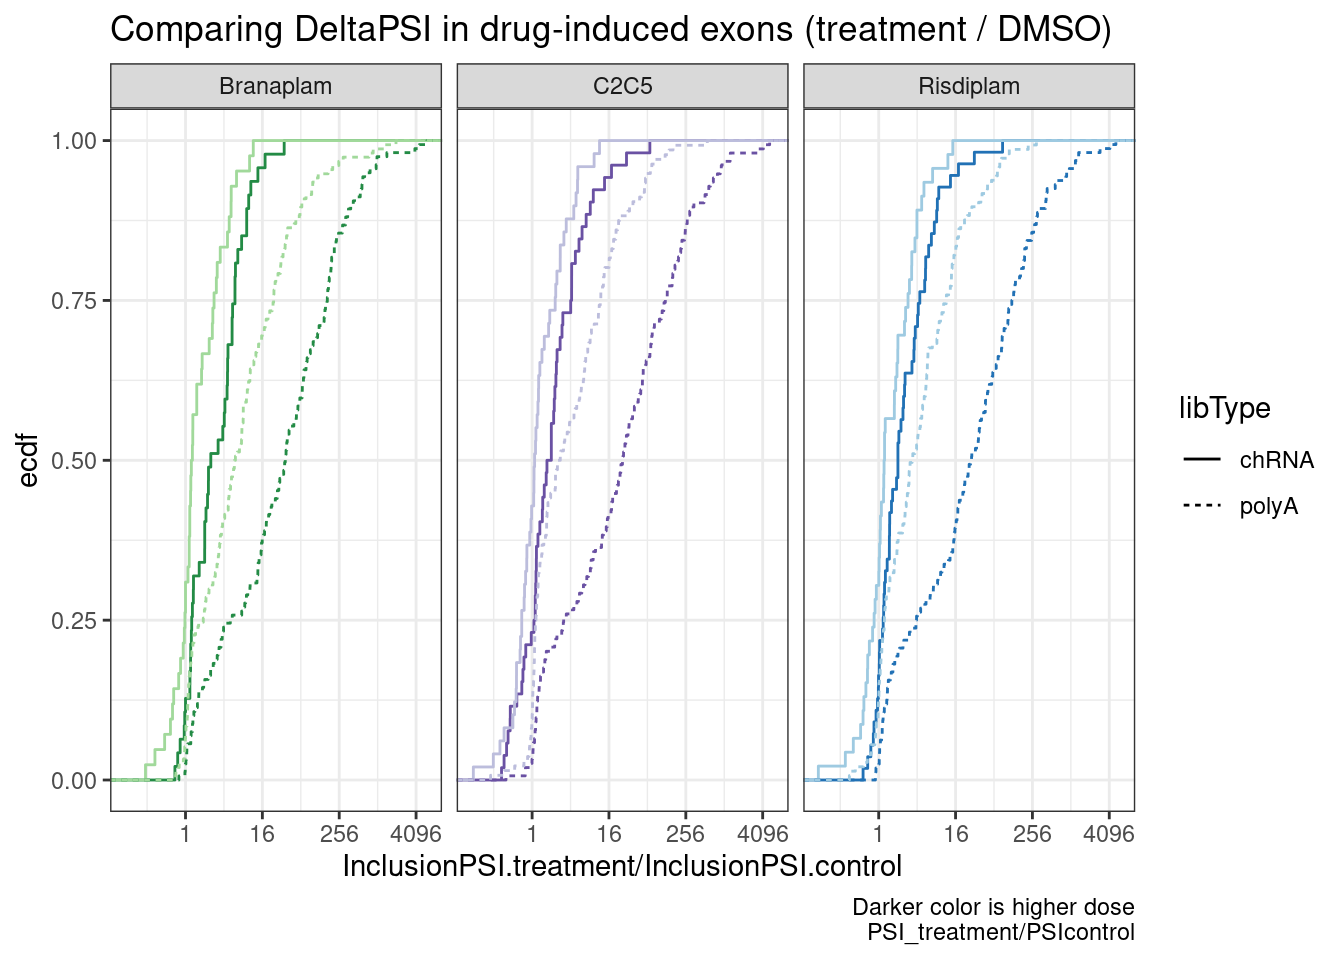 Comparing DeltaPSI in drug-induced exons (treatment / DMSO)
Branaplam
C2C5
Risdiplam
1.00
0.75
0.50
0.25
0.00
ecdf
1 16 256 4096
1 16 256 4096
1 16 256 4096
InclusionPSI.treatment/InclusionPSI.control
libType
chRNA
polyA
Darker color is higher dose
PSI_treatment/PSIcontrol